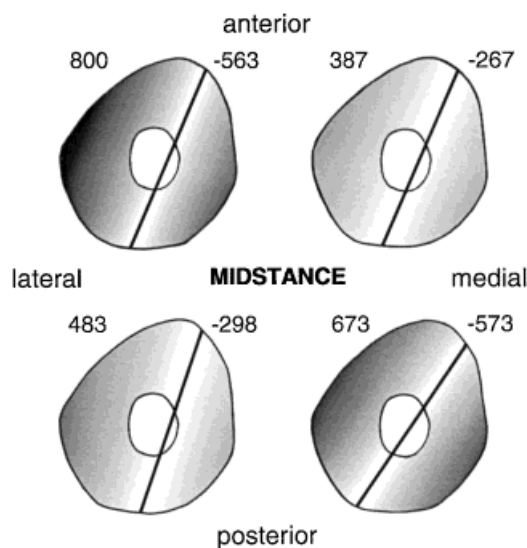 anterior
800 -563 387 -267
lateral MIDSTANCE medial
483 -298 673 -573
posterior